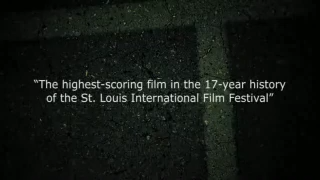 “The highest-scoring film in the 17-year history
of the St. Louis International Film Festival”